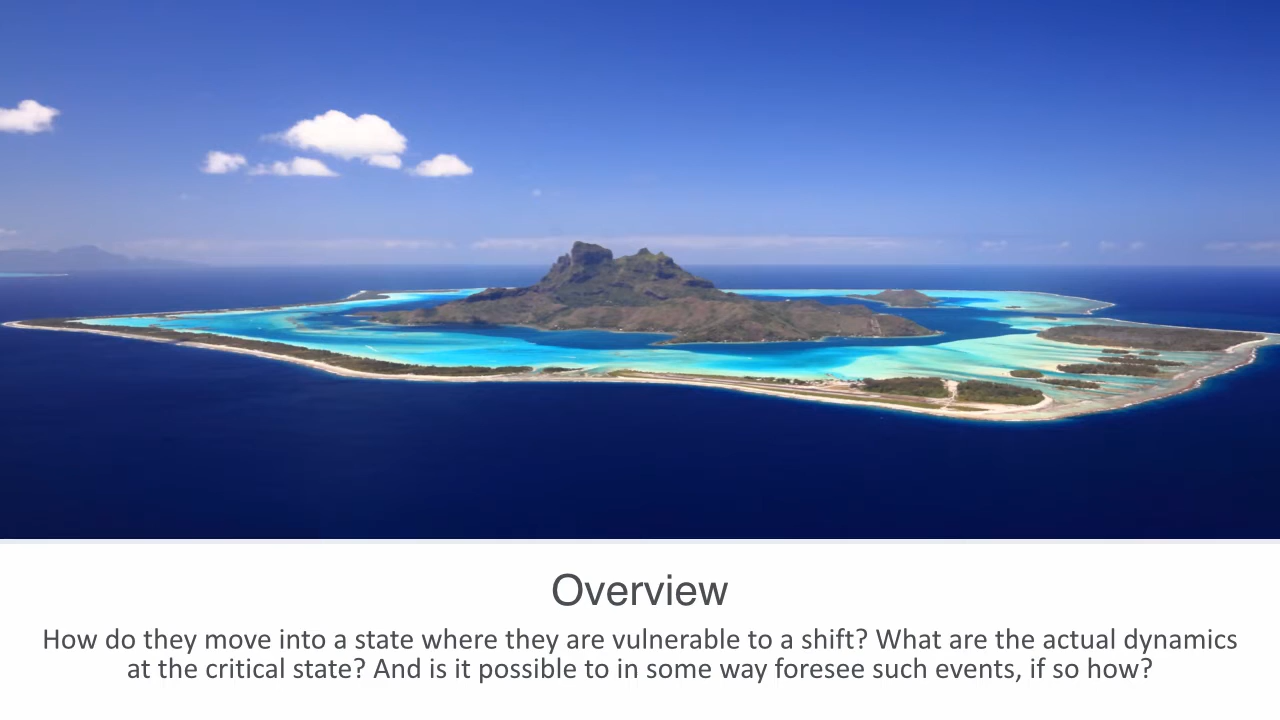 Overview
How do they move into a state where they are vulnerable to a shift? What are the actual dynamics
at the critical state? And is it possible to in some way foresee such events, if so how?